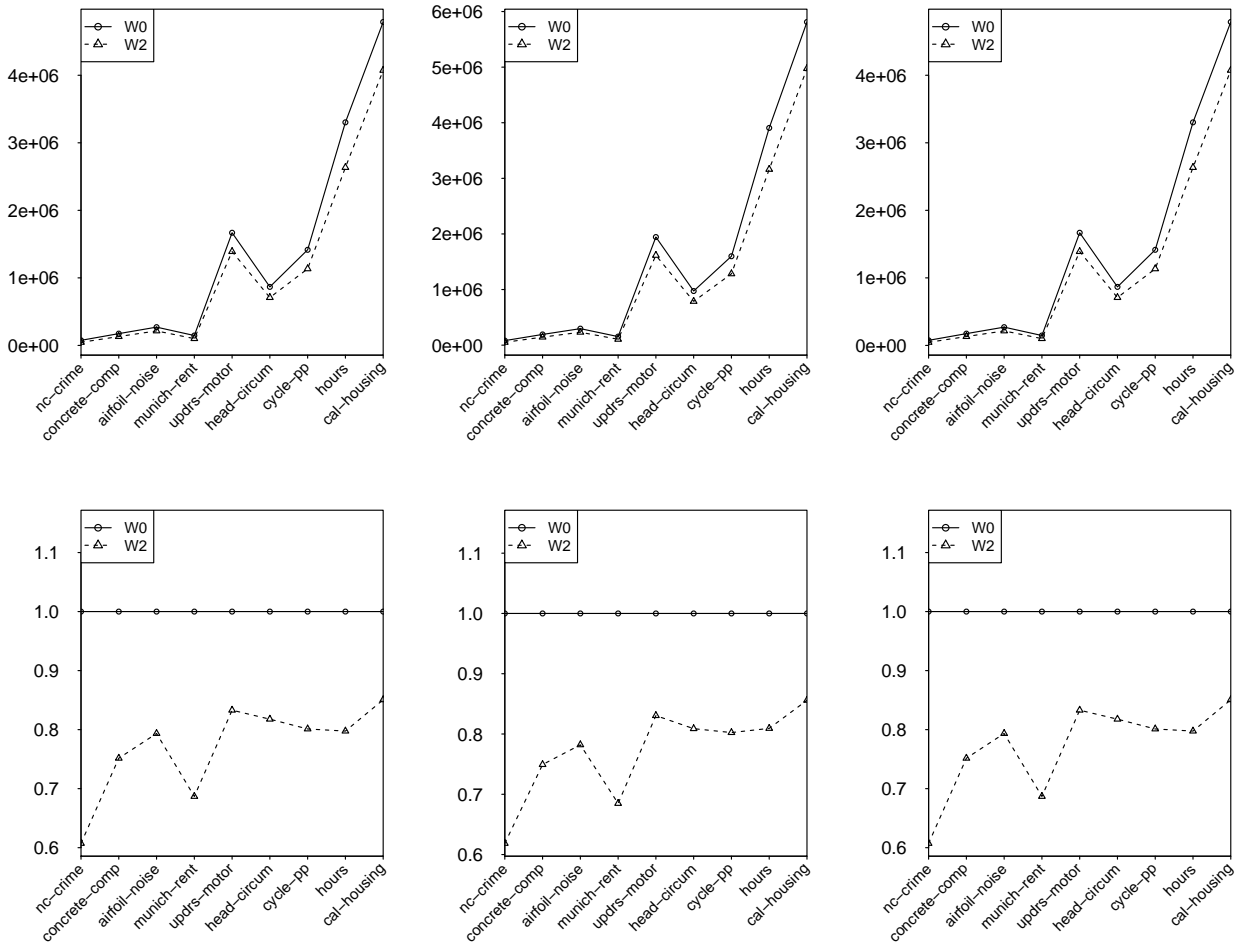 W0
W2
4e+06
3e+06
2e+06
1e+06
0e+00
nc−crime
concrete−comp
airfoil−noise
munich−rent
updrs−motor
head−circum
cycle−pp
hours
cal−housing
W0
W2
6e+06
5e+06
4e+06
3e+06
2e+06
1e+06
0e+00
nc−crime
concrete−comp
airfoil−noise
munich−rent
updrs−motor
head−circum
cycle−pp
hours
cal−housing
W0
W2
4e+06
3e+06
2e+06
1e+06
0e+00
nc−crime
concrete−comp
airfoil−noise
munich−rent
updrs−motor
head−circum
cycle−pp
hours
cal−housing
W0
W2
1.1
1.0
0.9
0.8
0.7
0.6
nc−crime
concrete−comp
airfoil−noise
munich−rent
updrs−motor
head−circum
cycle−pp
hours
cal−housing
W0
W2
1.1
1.0
0.9
0.8
0.7
0.6
nc−crime
concrete−comp
airfoil−noise
munich−rent
updrs−motor
head−circum
cycle−pp
hours
cal−housing
W0
W2
1.1
1.0
0.9
0.8
0.7
0.6
nc−crime
concrete−comp
airfoil−noise
munich−rent
updrs−motor
head−circum
cycle−pp
hours
cal−housing